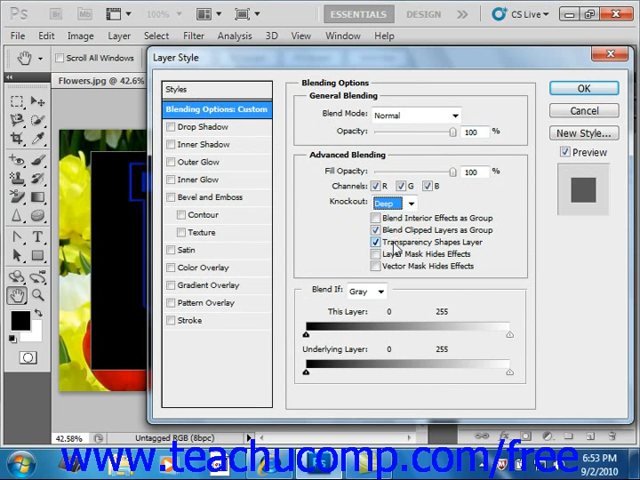 Ps Br Mb 100% ESSENTIALS DESIGN >> CS Live
File Edit Image Layer Select Filter Analysis 3D View Window Help
Scroll All Windows
Flowers.jpg @ 42.6%
Layer Style
Styles
Blending Options: Custom
Drop Shadow
Inner Shadow
Outer Glow
Inner Glow
Bevel and Emboss
Contour
Texture
Satin
Color Overlay
Gradient Overlay
Pattern Overlay
Stroke
Blending Options
General Blending
Blend Mode: Normal
Opacity: 100 %
Advanced Blending
Fill Opacity: 100 %
Channels: R G B
Knockout: Deep
Blend Interior Effects as Group
Blend Clipped Layers as Group
Transparency Shapes Layer
Layer Mask Hides Effects
Vector Mask Hides Effects
Blend If: Gray
This Layer: 0 255
Underlying Layer: 0 255
OK
Cancel
New Style...
Preview
42.58% Untagged RGB (8bpc)
www.teachucomp.com/free
6:53 PM
9/2/2010